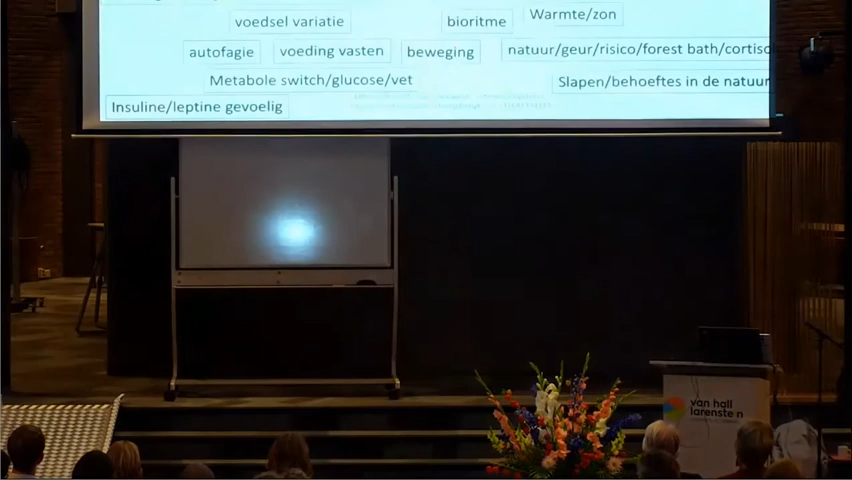 voedsel variatie
bioritme
Warmte/zon
autofagie
voeding vasten
beweging
natuur/geur/risico/forest bath/cortiso
Metabole switch/glucose/vet
Slapen/behoeftes in de natuur
Insuline/leptine gevoelig
van hall
larenste n